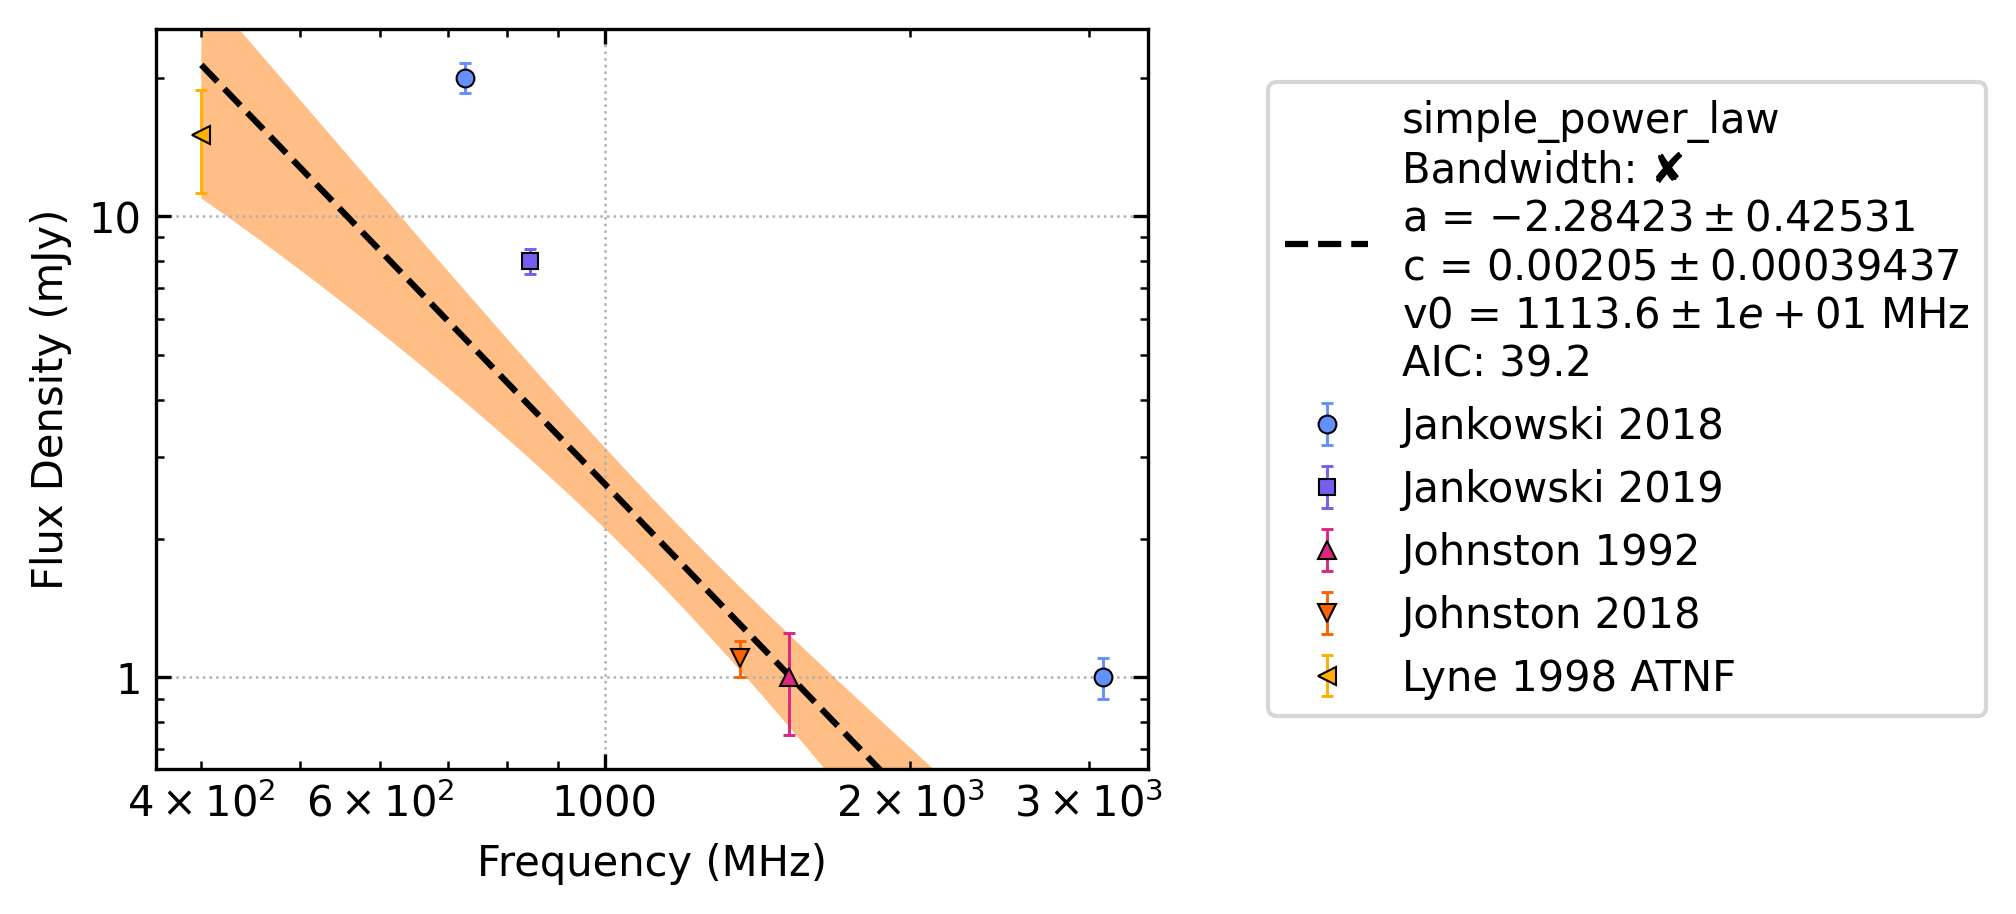 10
1
Flux Density (mJy)
4 × 10²
6 × 10²
1000
2 × 10³
3 × 10³
Frequency (MHz)
simple_power_law
Bandwidth: ✘
a = −2.28423 ± 0.42531
c = 0.00205 ± 0.00039437
v0 = 1113.6 ± 1e + 01 MHz
AIC: 39.2
Jankowski 2018
Jankowski 2019
Johnston 1992
Johnston 2018
Lyne 1998 ATNF